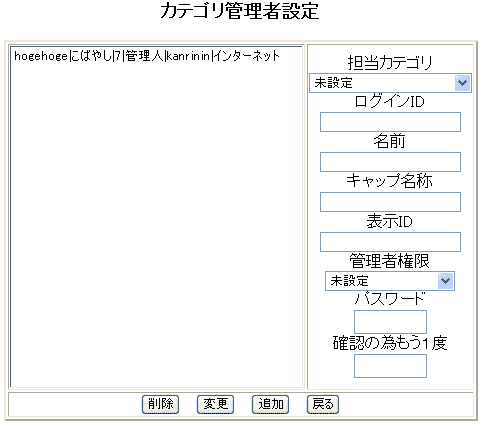 カテゴリ管理者設定
hogehoge|こばやし|7|管理人|kanrinin|インターネット
担当カテゴリ
未設定
ログインID
名前
キャップ名称
表示ID
管理者権限
未設定
パスワード
確認の為もう1度
削除 変更 追加 戻る